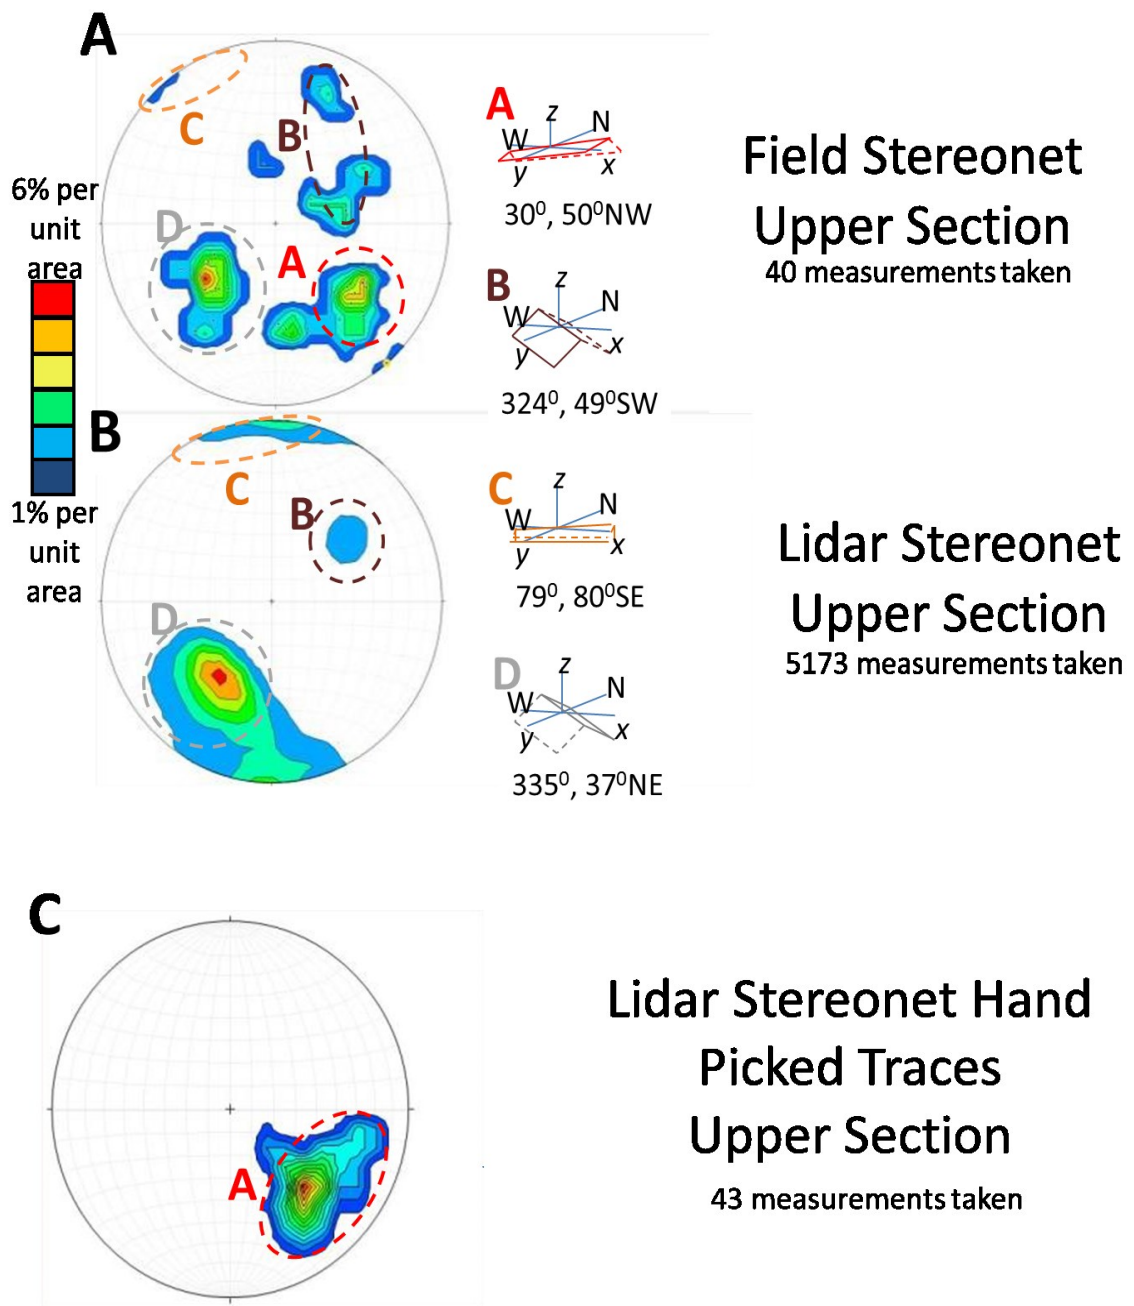 A
C
B
D
A
6% per
unit
area
1% per
unit
area
A
z
N
W
y
x
30⁰, 50⁰NW
B
z
N
W
y
x
324⁰, 49⁰SW
Field Stereonet
Upper Section
40 measurements taken
B
C
B
D
C
z
N
W
y
x
79⁰, 80⁰SE
D
z
N
W
y
x
335⁰, 37⁰NE
Lidar Stereonet
Upper Section
5173 measurements taken
C
A
Lidar Stereonet Hand
Picked Traces
Upper Section
43 measurements taken